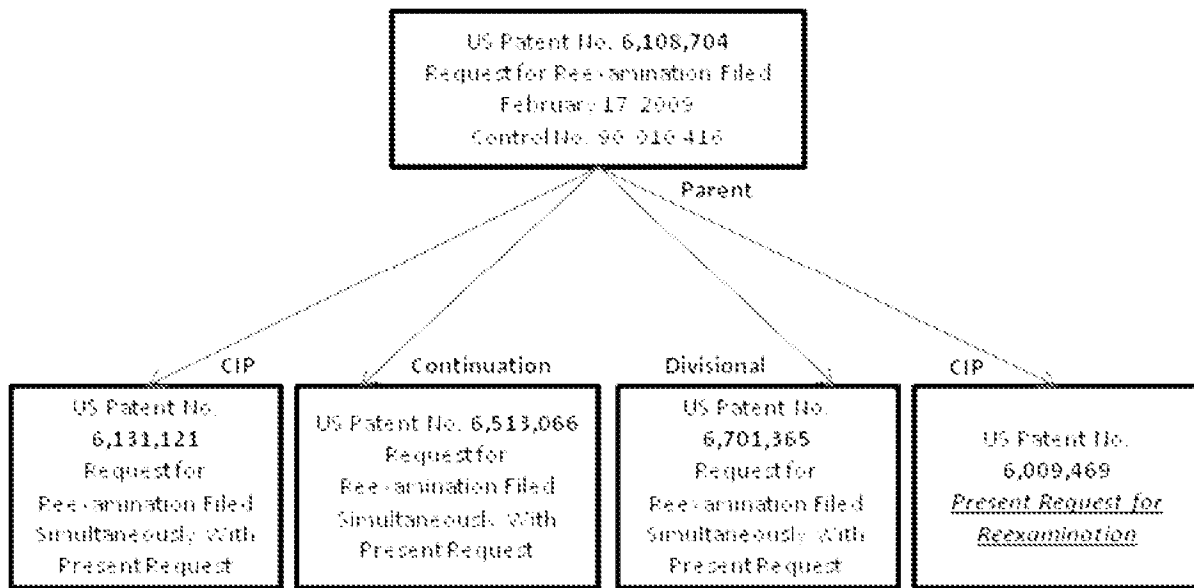 US Patent No. 6,108,704
Request for Reexamination Filed
February 17 2009
Control No. 90 010 416
Parent
CIP
Continuation
Divisional
CIP
US Patent No.
6,131,121
Request for
Reexamination Filed
Simultaneously With
Present Request
US Patent No. 6,513,066
Request for
Reexamination Filed
Simultaneously With
Present Request
US Patent No.
6,701,365
Request for
Reexamination Filed
Simultaneously With
Present Request
US Patent No.
6,009,469
Present Request for
Reexamination